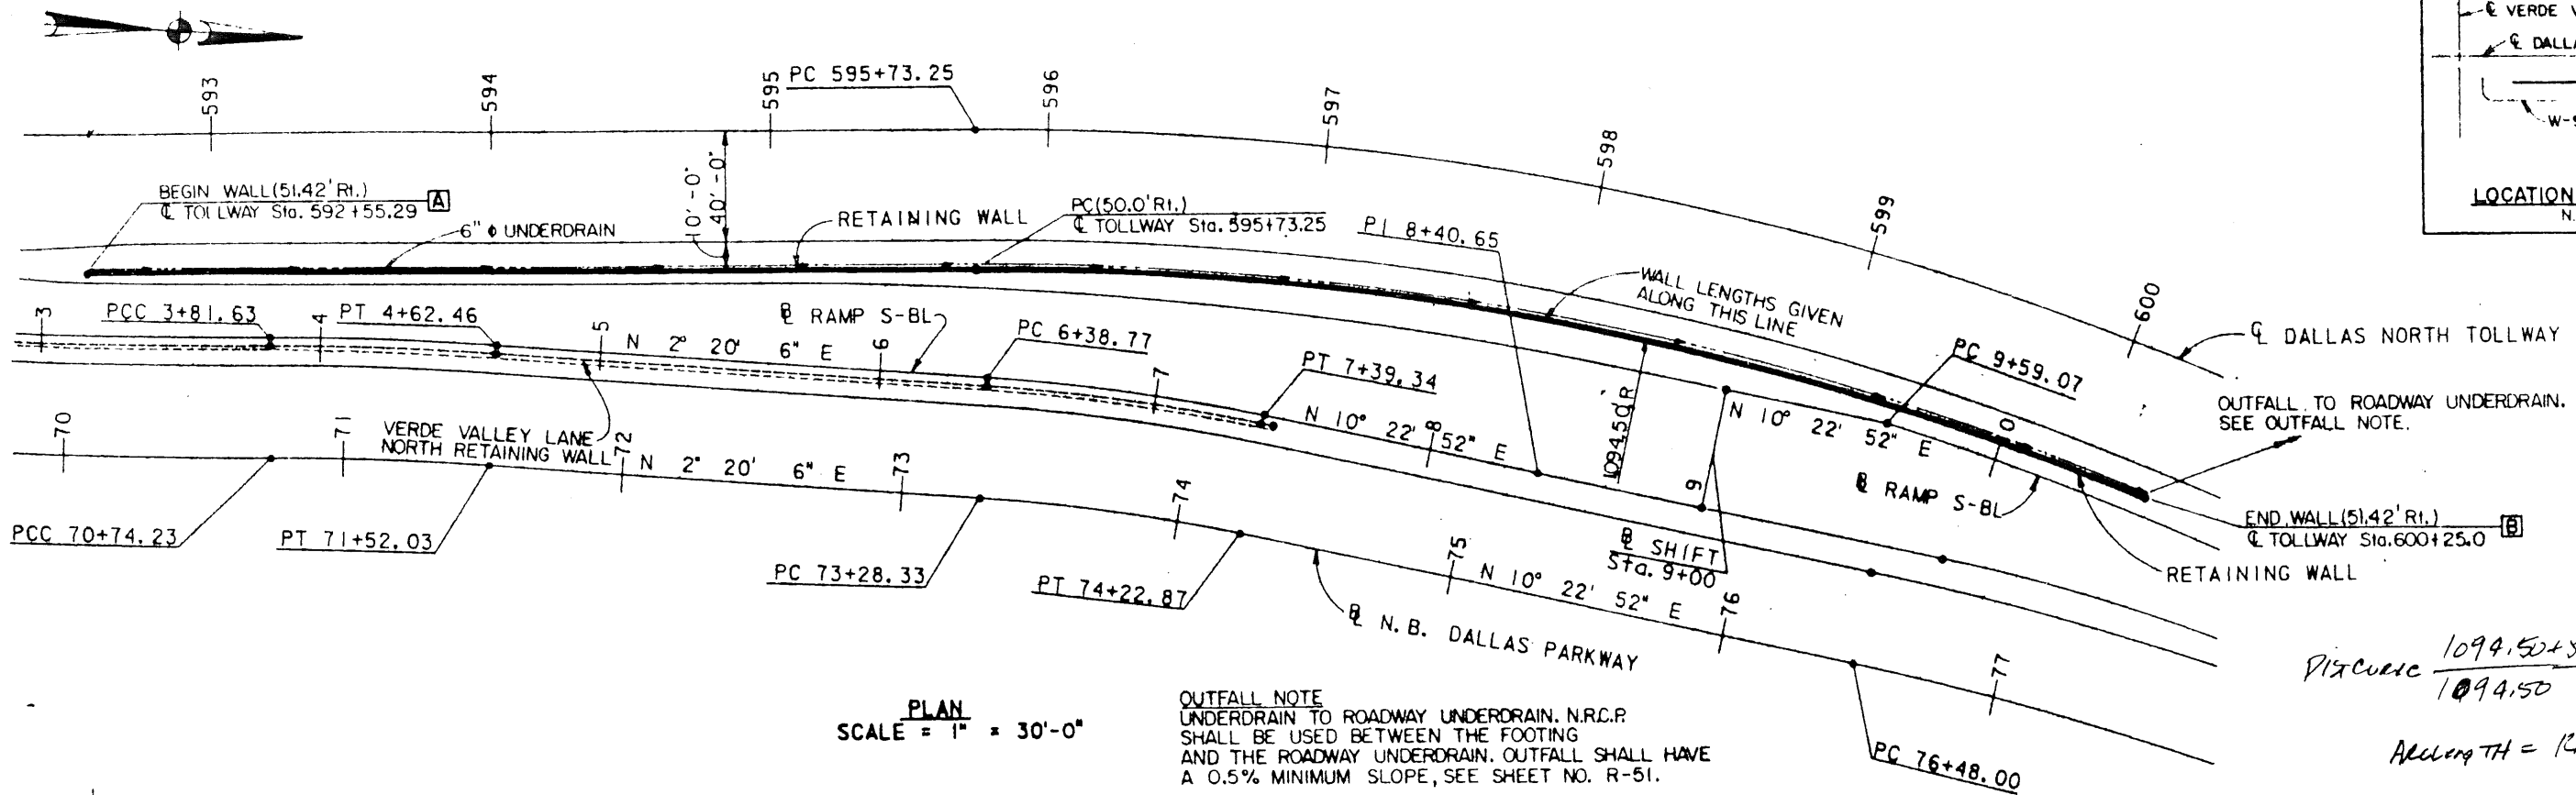 593
594
595
PC 595+73.25
596
597
598
599
600
BEGIN WALL(51.42' Rt.)
℄ TOLLWAY Sta. 592+55.29 A
6" ø UNDERDRAIN
10'-0"
40'-0"
RETAINING WALL
PC(50.0' Rt.)
℄ TOLLWAY Sta. 595+73.25
PI 8+40.65
WALL LENGTHS GIVEN
ALONG THIS LINE
℄ DALLAS NORTH TOLLWAY
3
PCC 3+81.63
4
PT 4+62.46
5
N 2° 20' 6" E
6
RAMP S-BL
PC 6+38.77
7
PT 7+39.34
N 10° 22' 52" E
8
1094.50' R
9
N 10° 22' 52" E
PC 9+59.07
0
RAMP S-BL
OUTFALL TO ROADWAY UNDERDRAIN.
SEE OUTFALL NOTE.
END WALL(51.42' Rt.)
℄ TOLLWAY Sta. 600+25.0 B
RETAINING WALL
70
71
VERDE VALLEY LANE
NORTH RETAINING WALL
72
N 2° 20' 6" E
73
74
75
N 10° 22' 52" E
76
77
PCC 70+74.23
PT 71+52.03
PC 73+28.33
PT 74+22.87
SHIFT
Sta. 9+00
N.B. DALLAS PARKWAY
PC 76+48.00
PLAN
SCALE = 1" = 30'-0"
OUTFALL NOTE
UNDERDRAIN TO ROADWAY UNDERDRAIN. N.R.C.P.
SHALL BE USED BETWEEN THE FOOTING
AND THE ROADWAY UNDERDRAIN. OUTFALL SHALL HAVE
A 0.5% MINIMUM SLOPE, SEE SHEET NO. R-51.
℄ VERDE V
℄ DALLA
W-
LOCATION
N.
1094.50+
1094.50